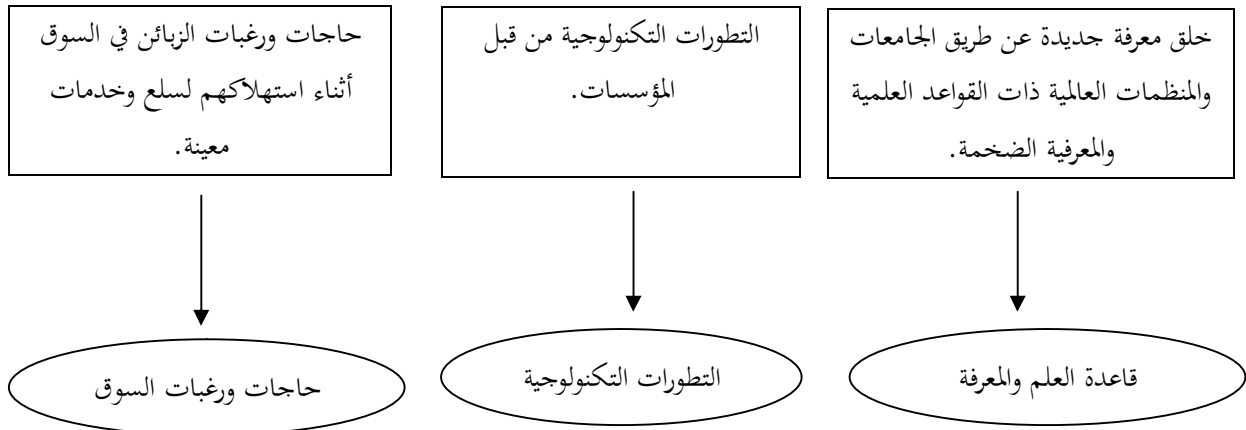 خلق معرفة جديدة عن طريق الجامعات
والمنظمات العالمية ذات القواعد العلمية
والمعرفية الضخمة.
التطورات التكنولوجية من قبل
المؤسسات.
حاجات ورغبات الزبائن في السوق
أثناء استهلاكهم لسلع وخدمات
معينة.
قاعدة العلم والمعرفة
التطورات التكنولوجية
حاجات ورغبات السوق